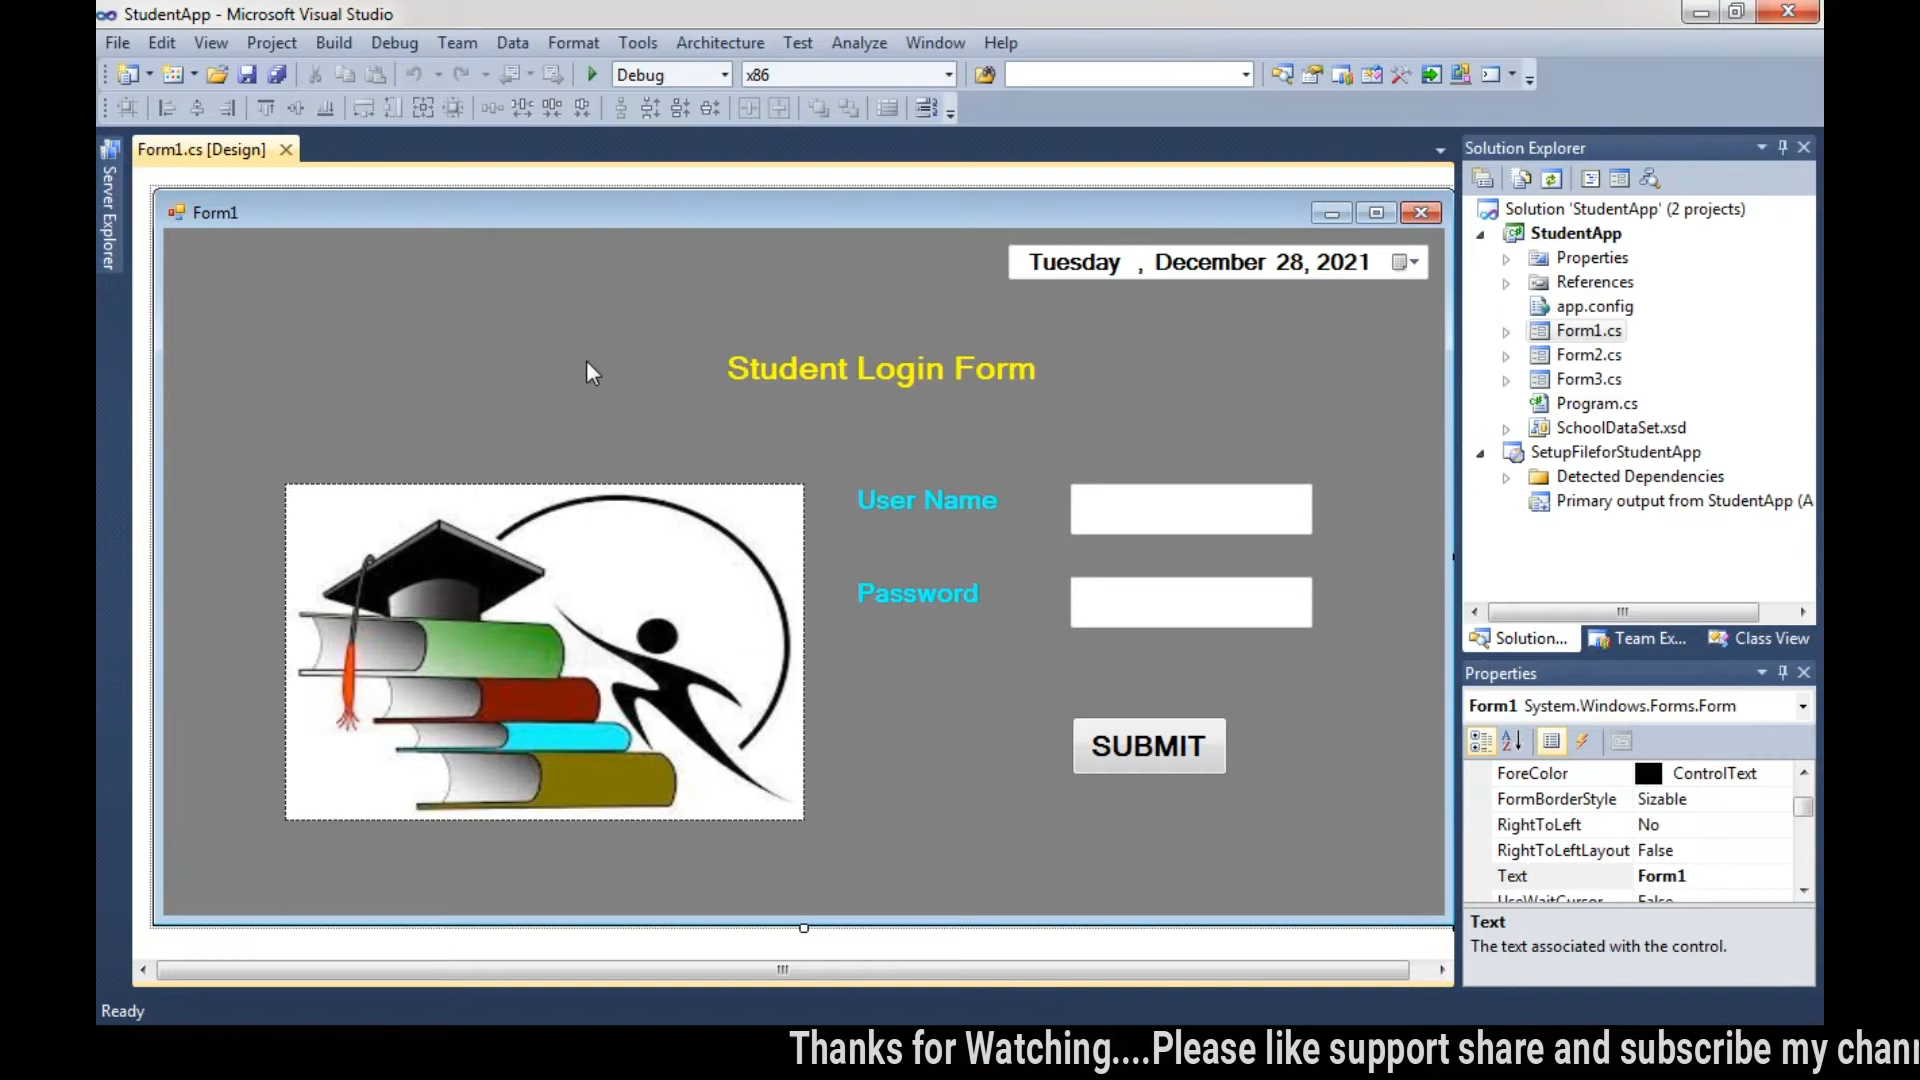 StudentApp - Microsoft Visual Studio
File Edit View Project Build Debug Team Data Format Tools Architecture Test Analyze Window Help
Debug x86
Server Explorer
Form1.cs [Design]
Form1
Tuesday , December 28, 2021
Student Login Form
User Name
Password
SUBMIT
Solution Explorer
Solution 'StudentApp' (2 projects)
StudentApp
Properties
References
app.config
Form1.cs
Form2.cs
Form3.cs
Program.cs
SchoolDataSet.xsd
SetupFileforStudentApp
Detected Dependencies
Primary output from StudentApp (A
Solution... Team Ex... Class View
Properties
Form1 System.Windows.Forms.Form
ForeColor ControlText
FormBorderStyle Sizable
RightToLeft No
RightToLeftLayout False
Text Form1
UseWaitCursor False
Text
The text associated with the control.
Ready
Thanks for Watching....Please like support share and subscribe my chann